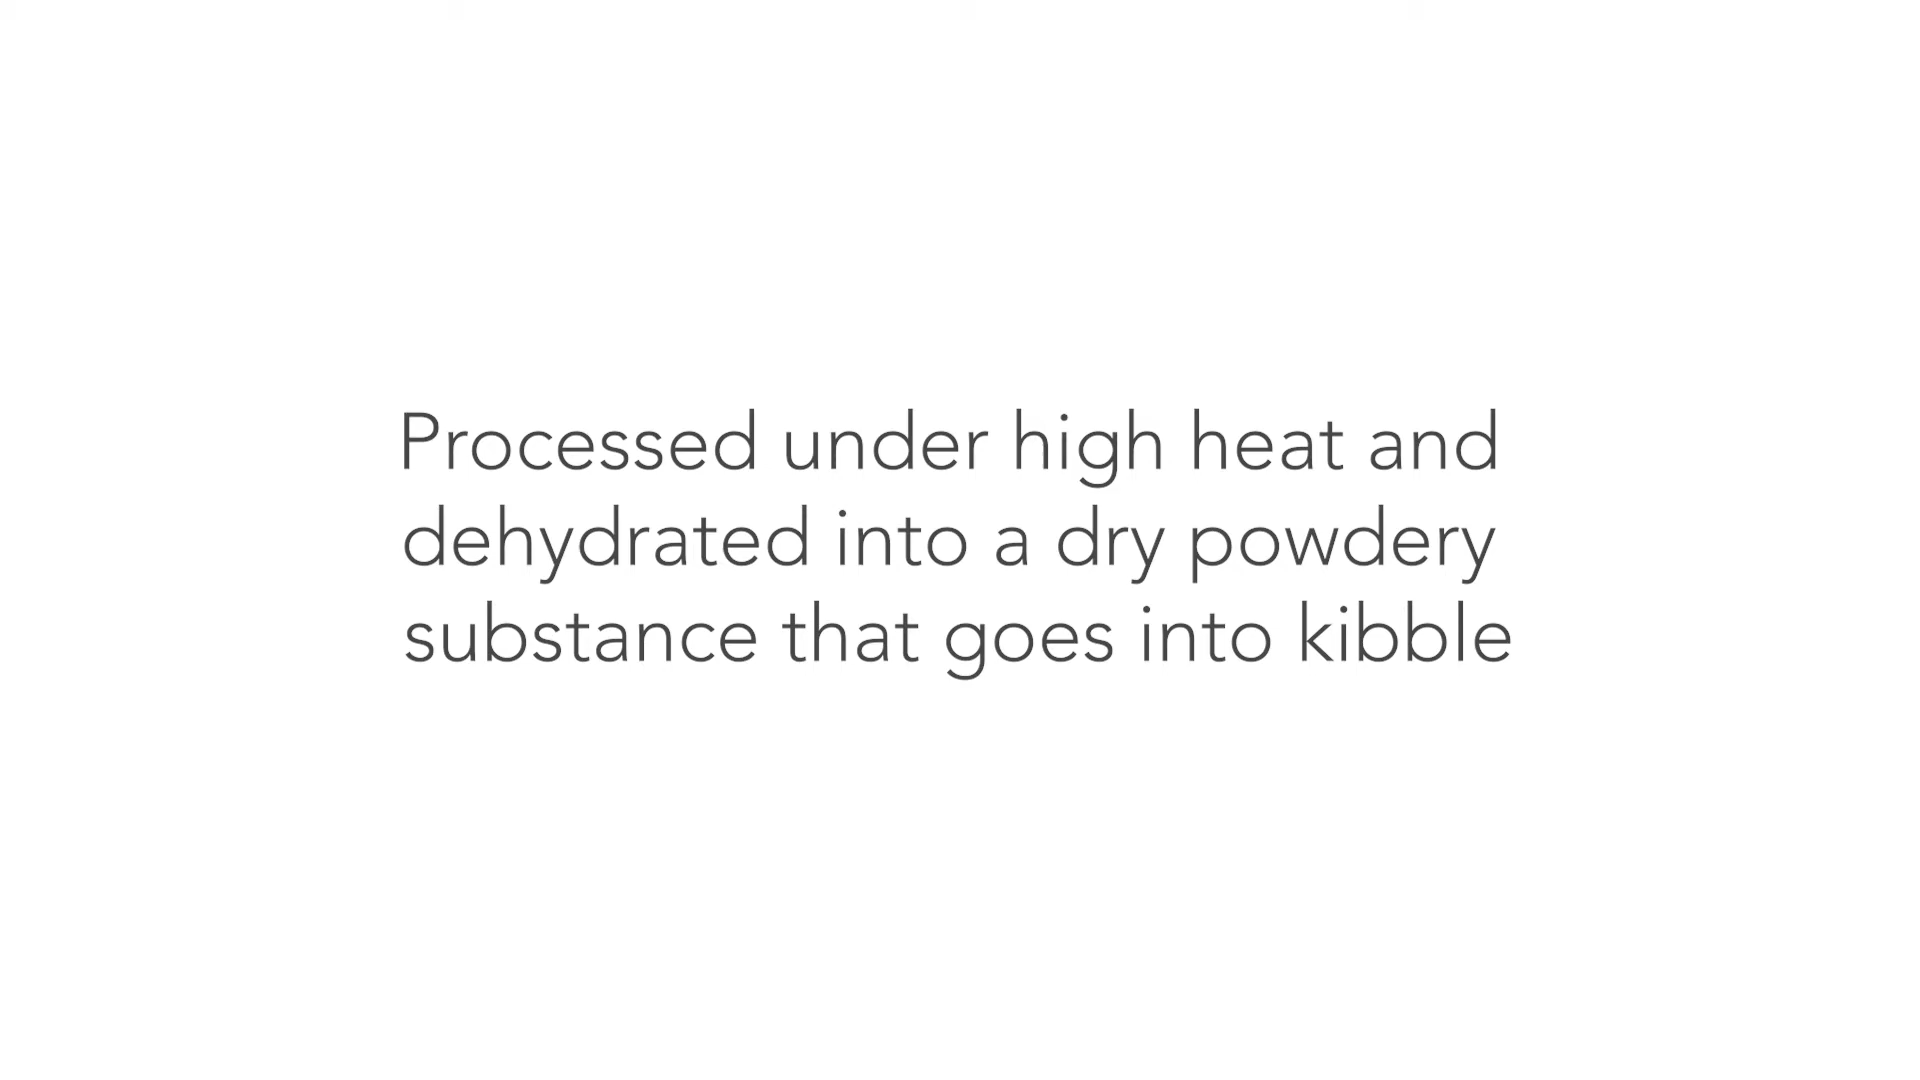 Processed under high heat and
dehydrated into a dry powdery
substance that goes into kibble